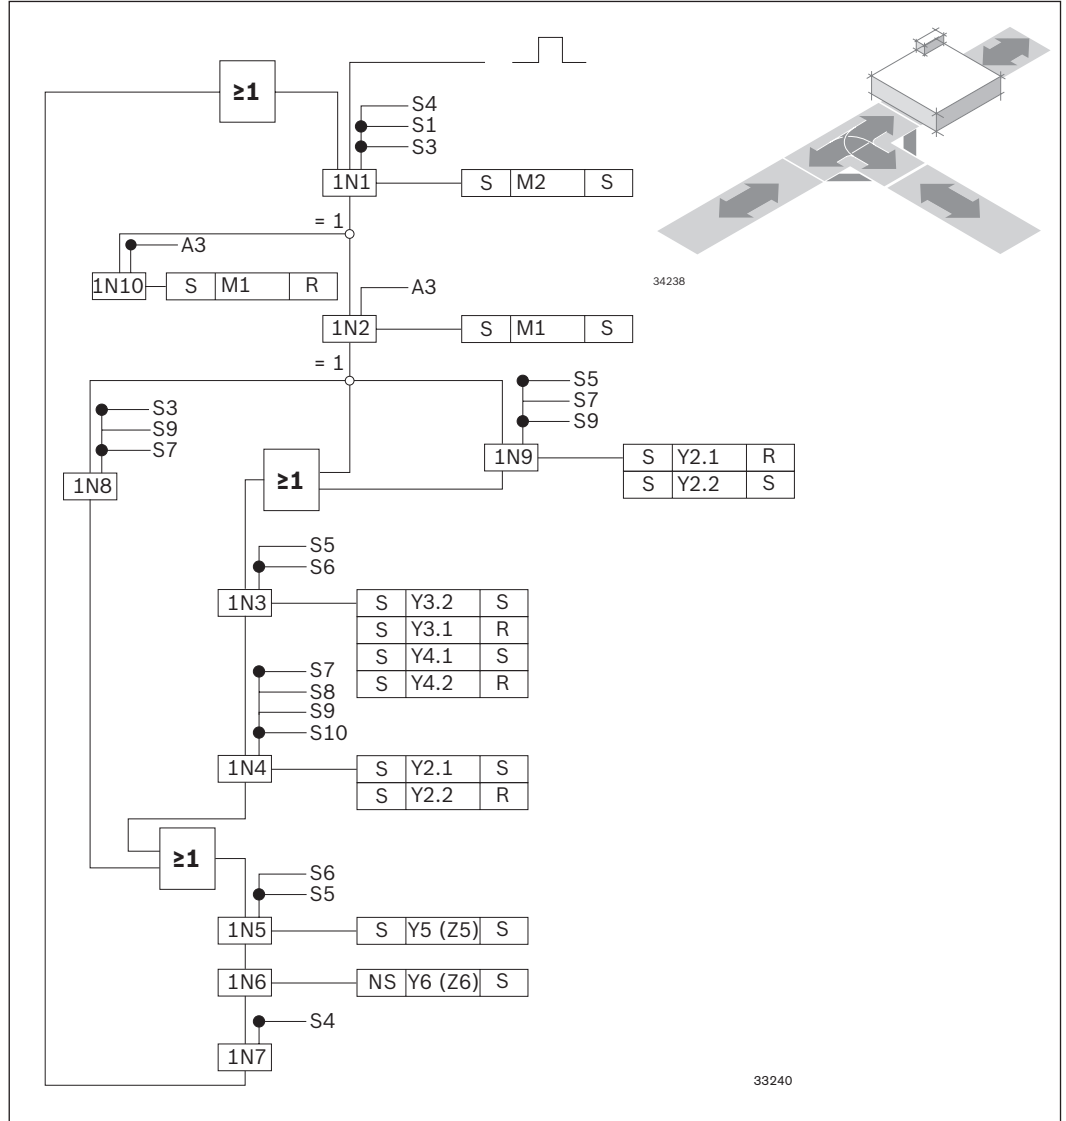 ≥1
S4
S1
S3
1N1
S M2 S
= 1
A3
1N10
S M1 R
34238
A3
1N2
S M1 S
= 1
S3
S9
S7
1N8
≥1
S5
S7
S9
1N9
S Y2.1 R
S Y2.2 S
S5
S6
1N3
S Y3.2 S
S Y3.1 R
S Y4.1 S
S Y4.2 R
S7
S8
S9
S10
1N4
S Y2.1 S
S Y2.2 R
≥1
S6
S5
1N5
S Y5 (Z5) S
1N6
NS Y6 (Z6) S
S4
1N7
33240